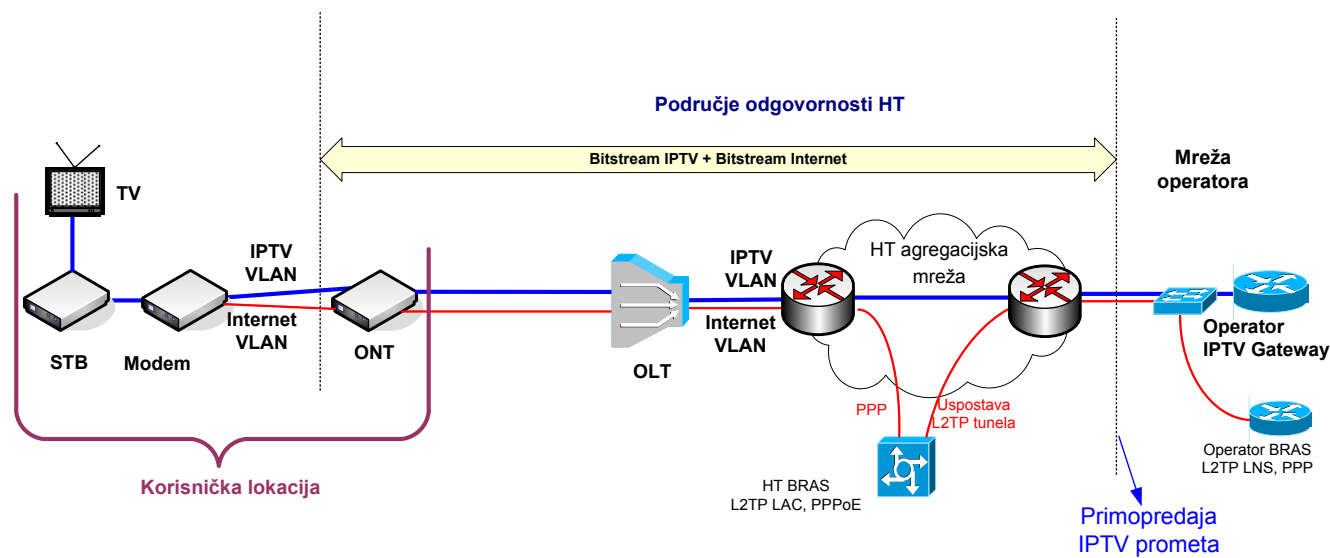 Područje odgovornosti HT
Bitstream IPTV + Bitstream Internet
Mreža
operatora
TV
IPTV
VLAN
Internet
VLAN
STB
Modem
ONT
OLT
IPTV
VLAN
Internet
VLAN
HT agregacijska
mreža
Operator
IPTV Gateway
PPP
Uspostava
L2TP tunela
HT BRAS
L2TP LAC, PPPoE
Operator BRAS
L2TP LNS, PPP
Korisnička lokacija
Primopredaja
IPTV prometa